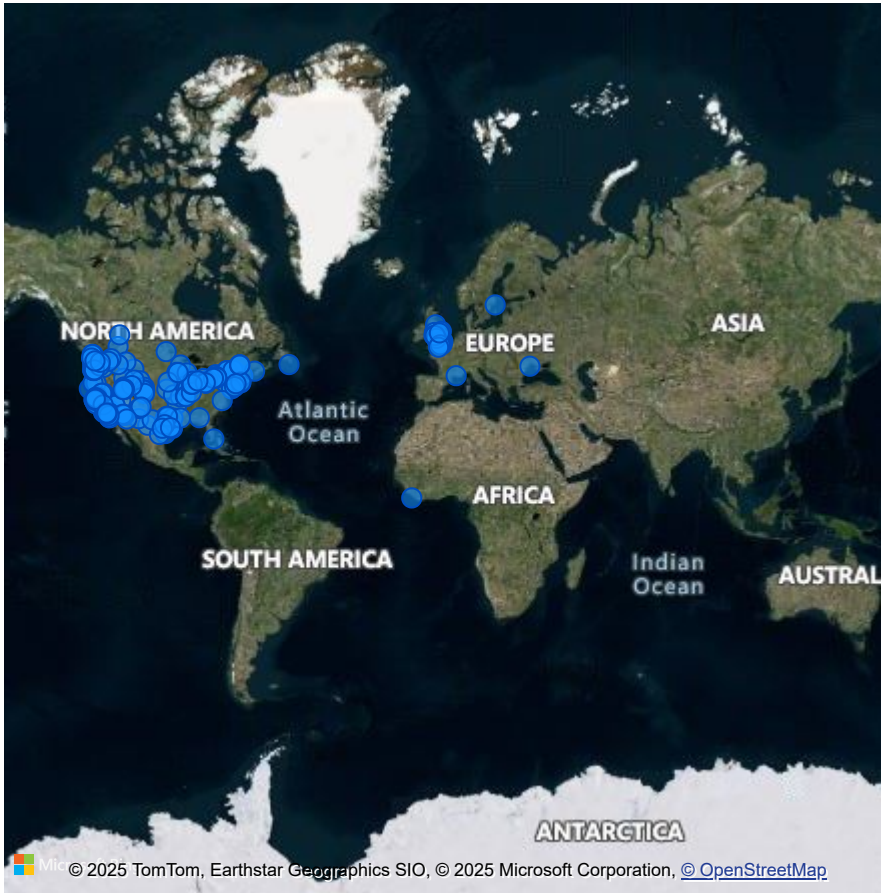 NORTH AMERICA
EUROPE
ASIA
Atlantic
Ocean
AFRICA
SOUTH AMERICA
Indian
Ocean
AUSTRAL
ANTARCTICA
© 2025 TomTom, Earthstar Geographics SIO, © 2025 Microsoft Corporation, © OpenStreetMap